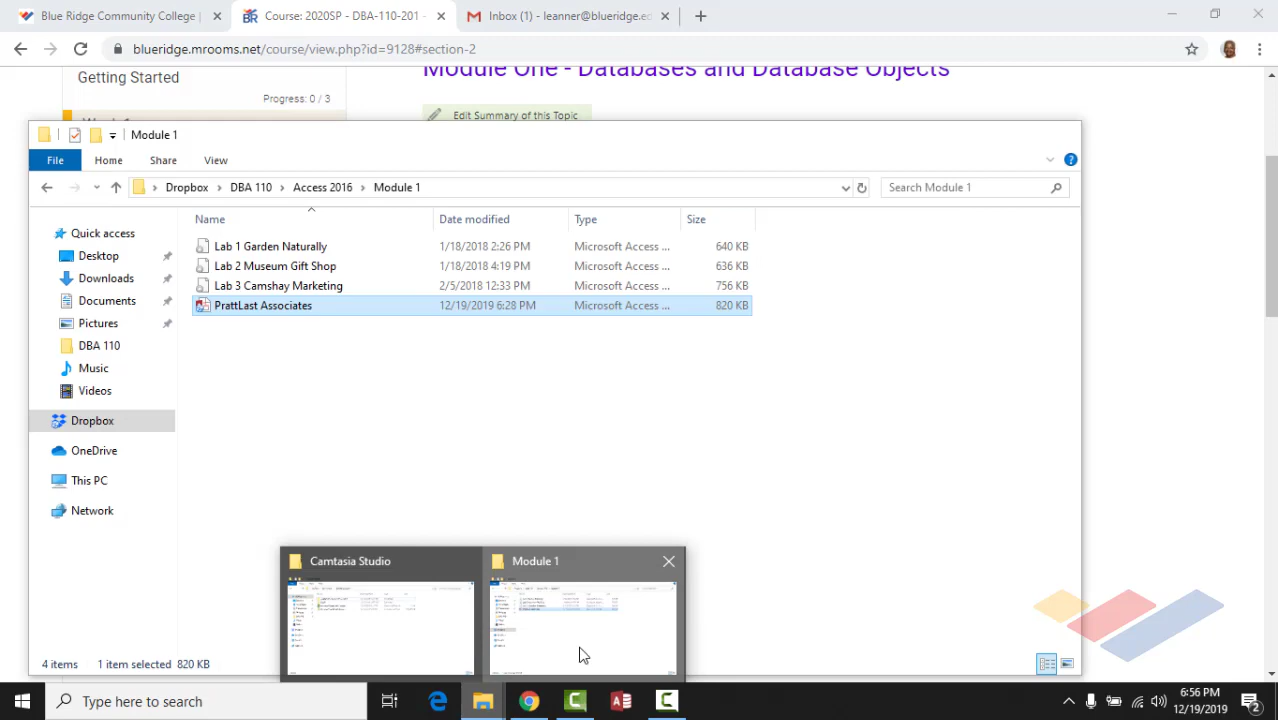 Blue Ridge Community College |
Course: 2020SP - DBA-110-201 -
Inbox (1) - leanner@blueridge.ed
blueridge.mrooms.net/course/view.php?id=9128#section-2
Getting Started
Module One - Databases and Database Objects
Progress: 0 / 3
Edit Summary of this Topic
Module 1
File Home Share View
Dropbox DBA 110 Access 2016 Module 1
Search Module 1
Name Date modified Type Size
Quick access
Desktop
Downloads
Documents
Pictures
DBA 110
Music
Videos
Dropbox
OneDrive
This PC
Network
Lab 1 Garden Naturally 1/18/2018 2:26 PM Microsoft Access ... 640 KB
Lab 2 Museum Gift Shop 1/18/2018 4:19 PM Microsoft Access ... 636 KB
Lab 3 Camshay Marketing 2/5/2018 12:33 PM Microsoft Access ... 756 KB
PrattLast Associates 12/19/2019 6:28 PM Microsoft Access ... 820 KB
Camtasia Studio
Module 1
4 items 1 item selected 820 KB
Type here to search
6:56 PM
12/19/2019
2